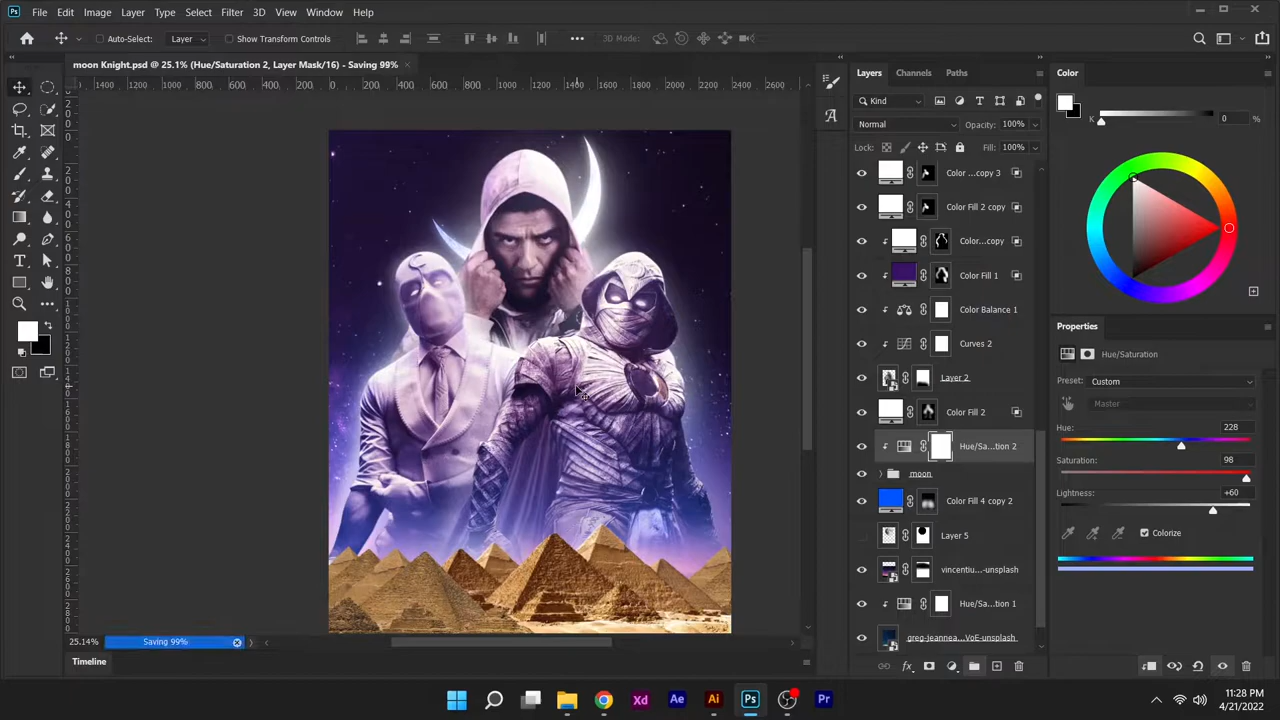 Ps File Edit Image Layer Type Select Filter 3D View Window Help
Auto-Select: Layer Show Transform Controls 3D Mode:
moon Knight.psd @ 25.1% (Hue/Saturation 2, Layer Mask/16) - Saving 99%
1400 1200 1000 800 600 400 200 0 200 400 600 800 1000 1200 1400 1600 1800 2000 2200 2400 2600
Layers Channels Paths
Kind
Normal Opacity: 100%
Lock: Fill: 100%
Color ...copy 3
Color Fill 2 copy
Color...copy
Color Fill 1
Color Balance 1
Curves 2
Layer 2
Color Fill 2
Hue/Sa...tion 2
moon
Color Fill 4 copy 2
Layer 5
vincentiu...-unsplash
Hue/Sa...tion 1
greg-jeannea...VoE-unsplash
Color
K 0 %
Properties
Hue/Saturation
Preset: Custom
Master
Hue: 228
Saturation: 98
Lightness: +60
Colorize
25.14% Saving 99%
Timeline
Xd Ae Ai Ps Pr
11:28 PM
4/21/2022